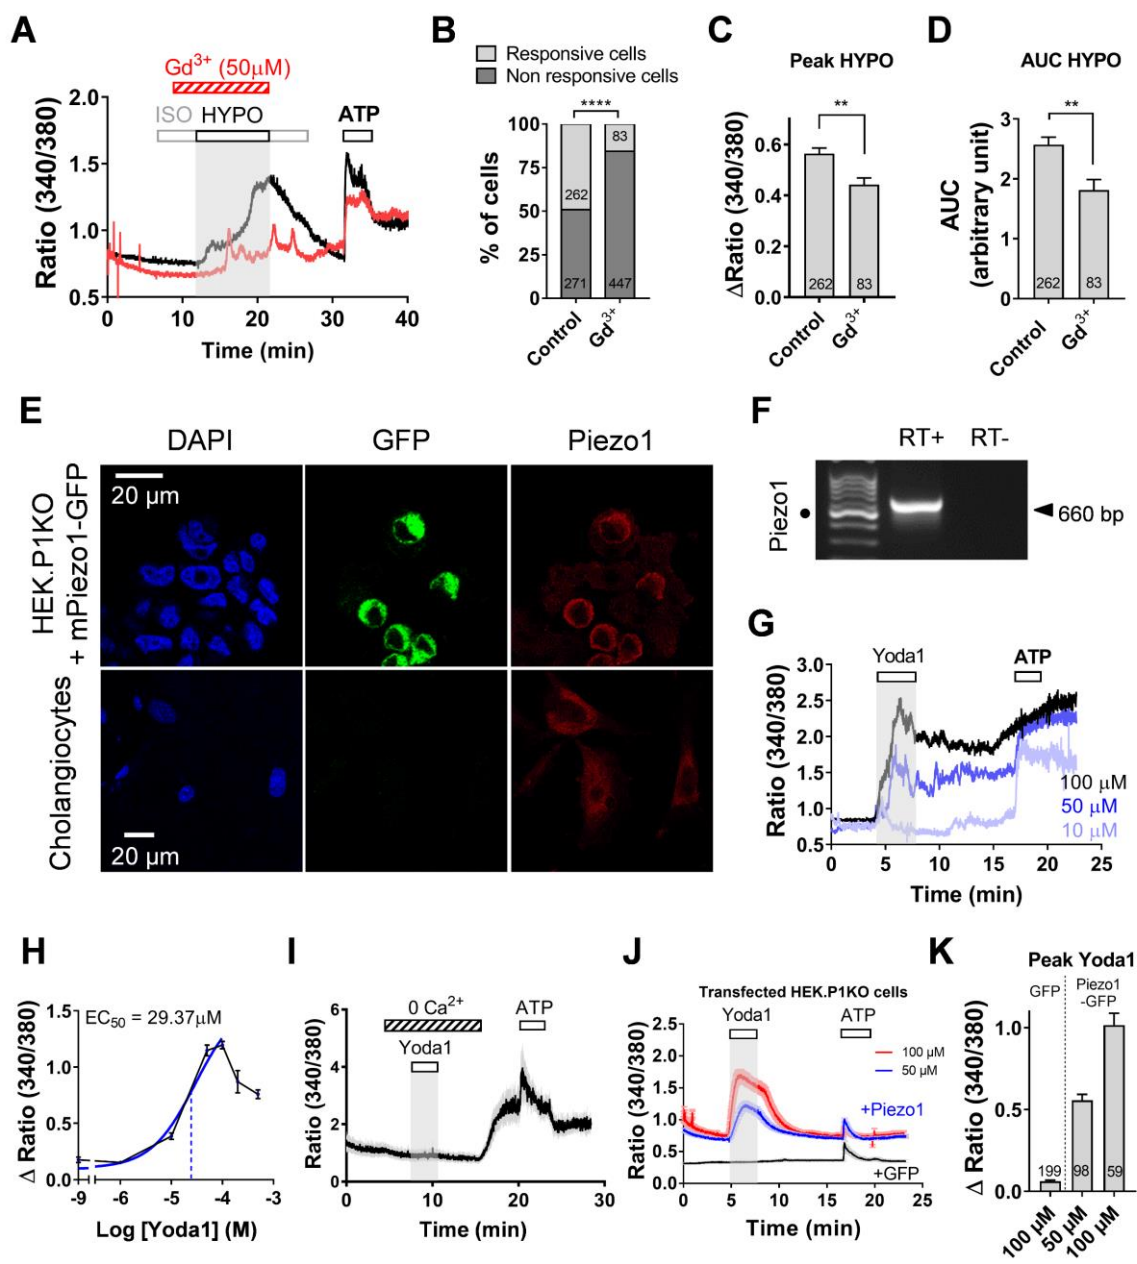 A
Gd³⁺ (50μM)
ISO HYPO ATP
Ratio (340/380)
2.0
1.5
1.0
0.5
0 10 20 30 40
Time (min)
B
Responsive cells
Non responsive cells
****
% of cells
100
75
50
25
0
83
262
271 447
Control Gd³⁺
C
Peak HYPO
**
ΔRatio (340/380)
0.6
0.4
0.2
0.0
262 83
Control Gd³⁺
D
AUC HYPO
**
AUC
(arbitrary unit)
3
2
1
0
262 83
Control Gd³⁺
E
DAPI GFP Piezo1
HEK.P1KO
+ mPiezo1-GFP
20 μm
Cholangiocytes
20 μm
F
RT+ RT-
Piezo1
660 bp
G
Yoda1 ATP
Ratio (340/380)
3.0
2.5
2.0
1.5
1.0
0.5
100 μM
50 μM
10 μM
0 5 10 15 20 25
Time (min)
H
EC₅₀ = 29.37μM
Δ Ratio (340/380)
1.5
1.0
0.5
0.0
-9 -6 -5 -4 -3
Log [Yoda1] (M)
I
0 Ca²⁺
Yoda1
ATP
Ratio (340/380)
6
4
2
0
0 10 20 30
Time (min)
J
Transfected HEK.P1KO cells
Yoda1 ATP
100 μM
50 μM
+Piezo1
+GFP
Ratio (340/380)
2.5
2.0
1.5
1.0
0.5
0.0
0 5 10 15 20 25
Time (min)
K
Peak Yoda1
GFP
Piezo1
-GFP
Δ Ratio (340/380)
1.0
0.5
0.0
199 98 59
100 μM 50 μM 100 μM